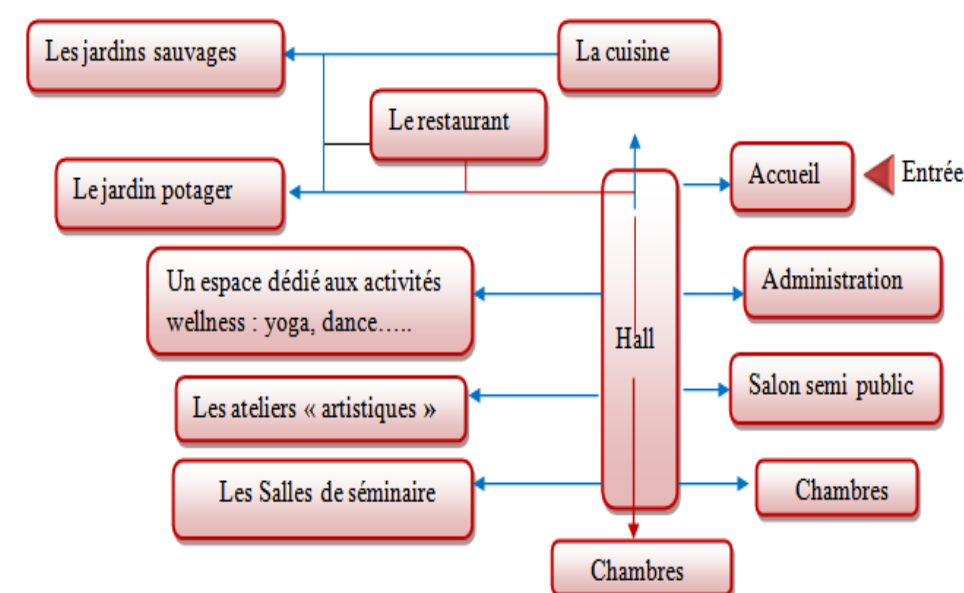 Les jardins sauvages
La cuisine
Le restaurant
Accueil
Entrée
Le jardin potager
Un espace dédié aux activités
wellness : yoga, dance…..
Administration
Hall
Salon semi public
Les ateliers « artistiques »
Les Salles de séminaire
Chambres
Chambres